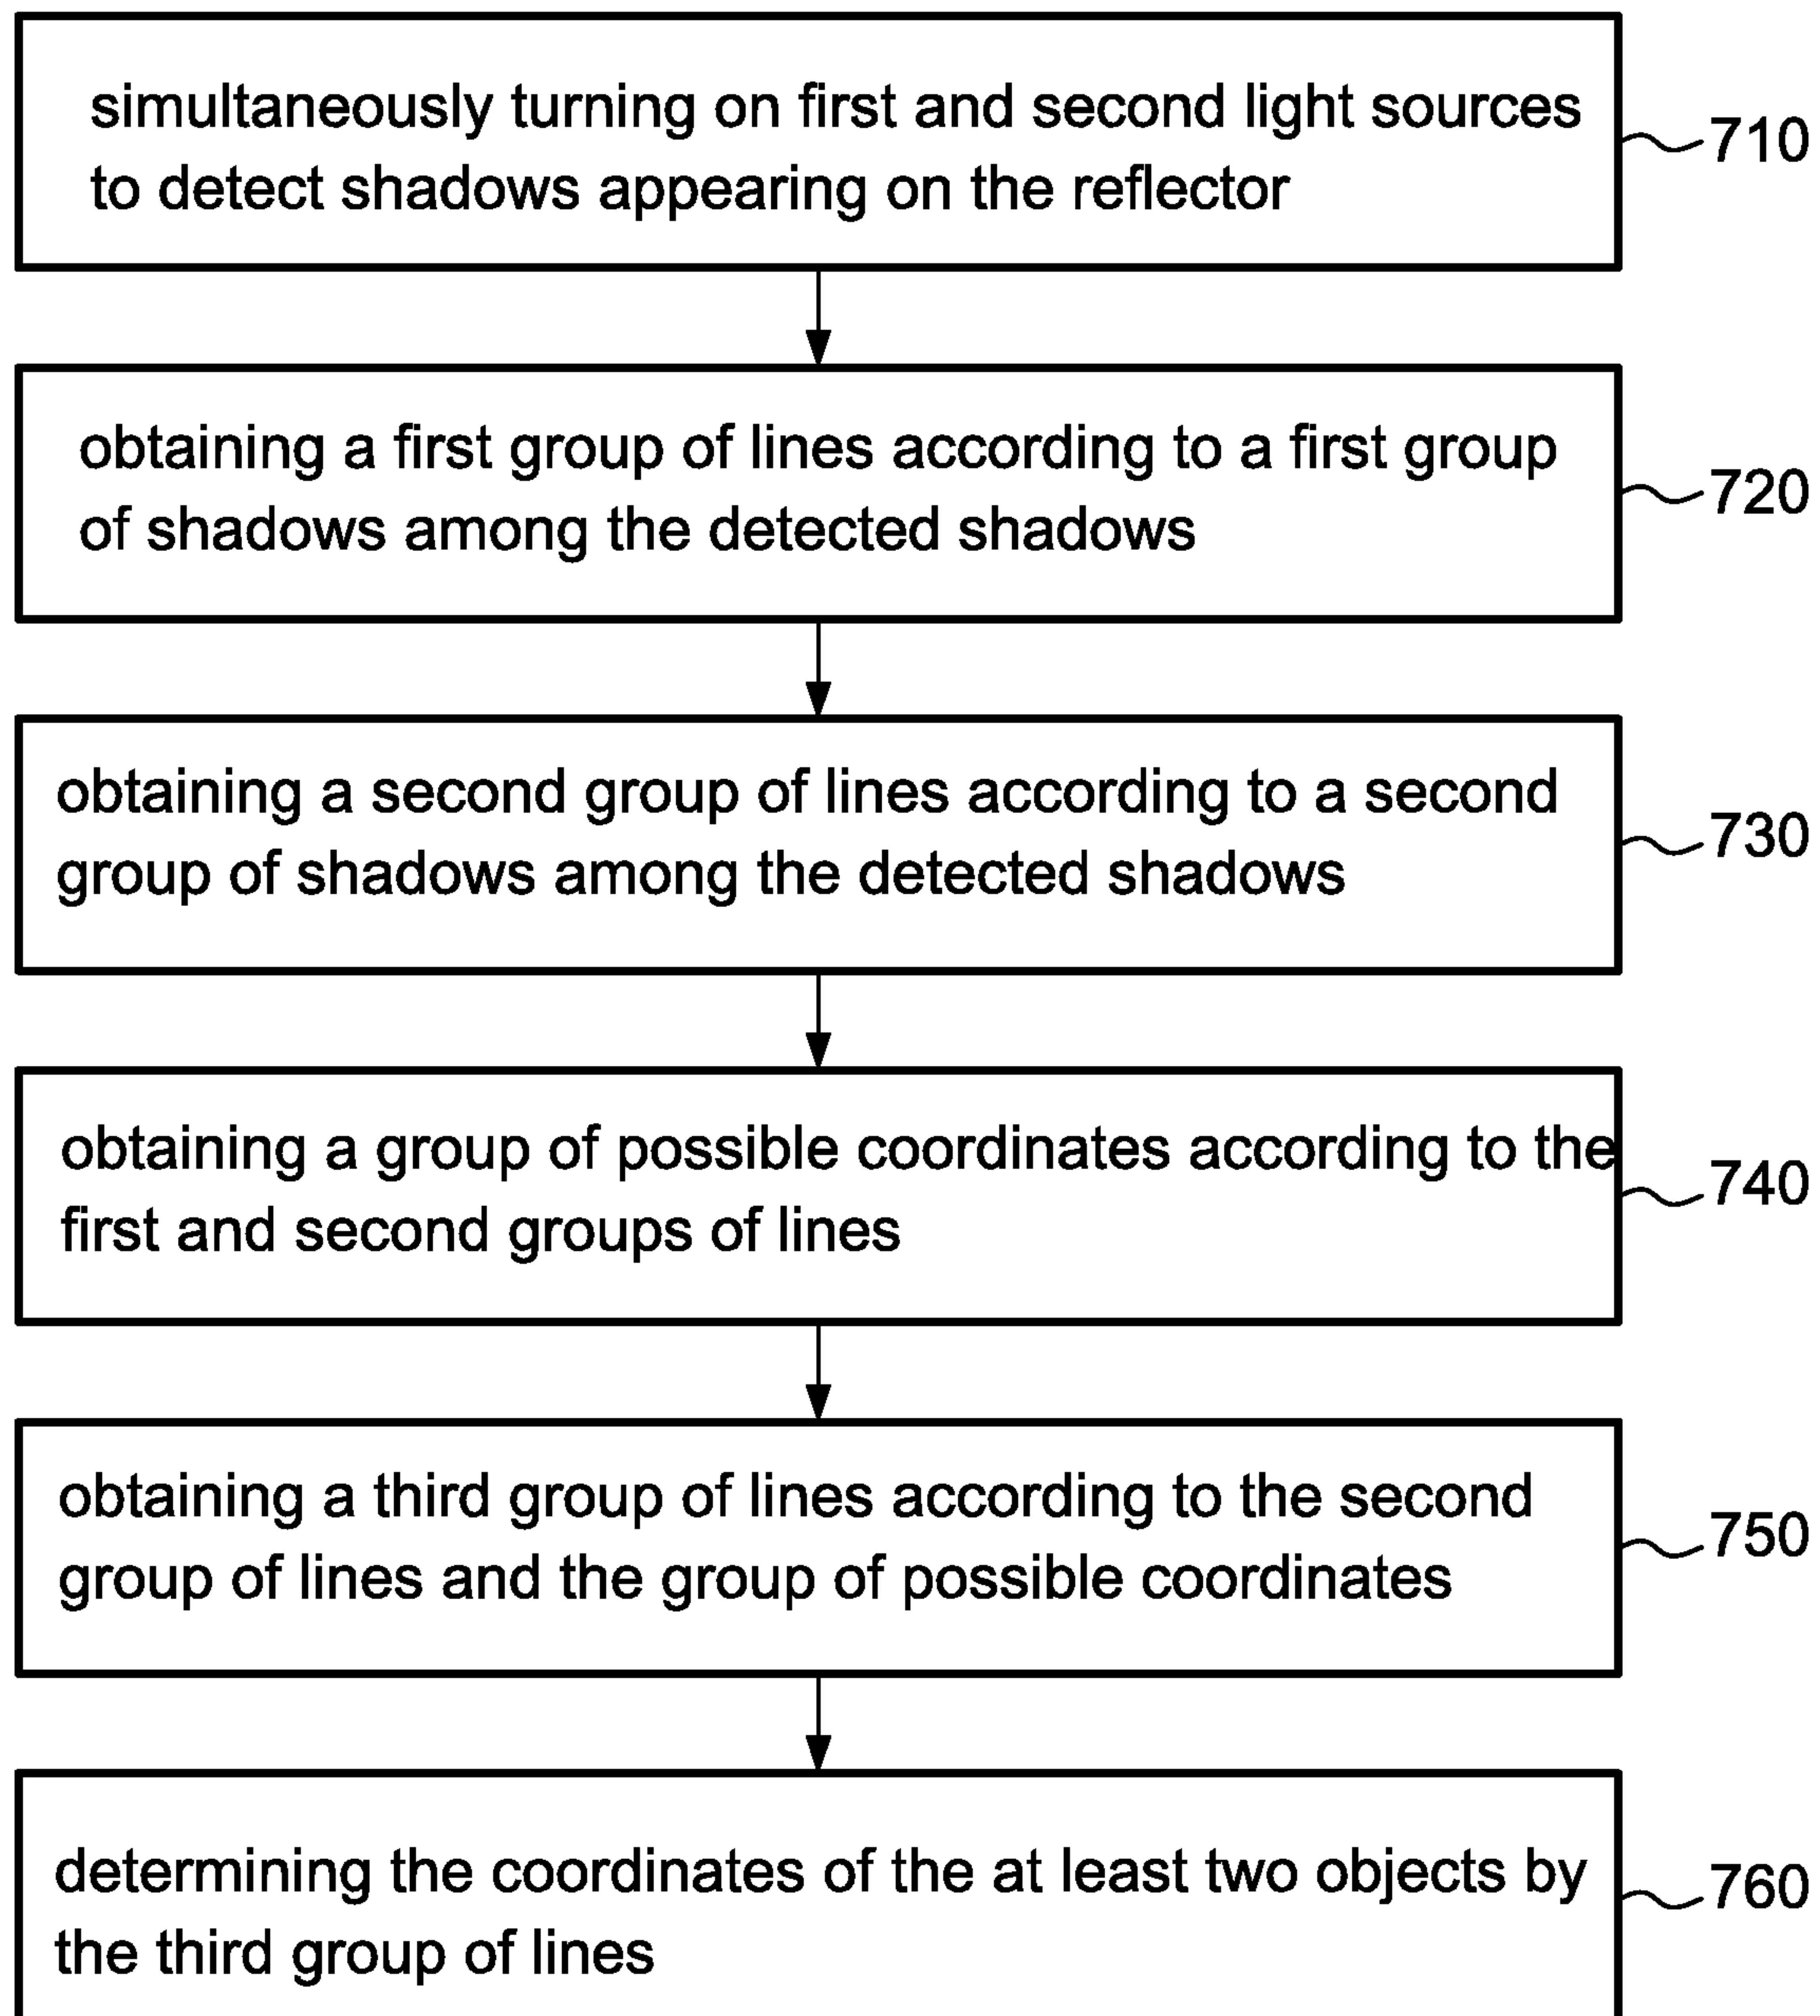 simultaneously turning on first and second light sources
to detect shadows appearing on the reflector
710
obtaining a first group of lines according to a first group
of shadows among the detected shadows
720
obtaining a second group of lines according to a second
group of shadows among the detected shadows
730
obtaining a group of possible coordinates according to the
first and second groups of lines
740
obtaining a third group of lines according to the second
group of lines and the group of possible coordinates
750
determining the coordinates of the at least two objects by
the third group of lines
760